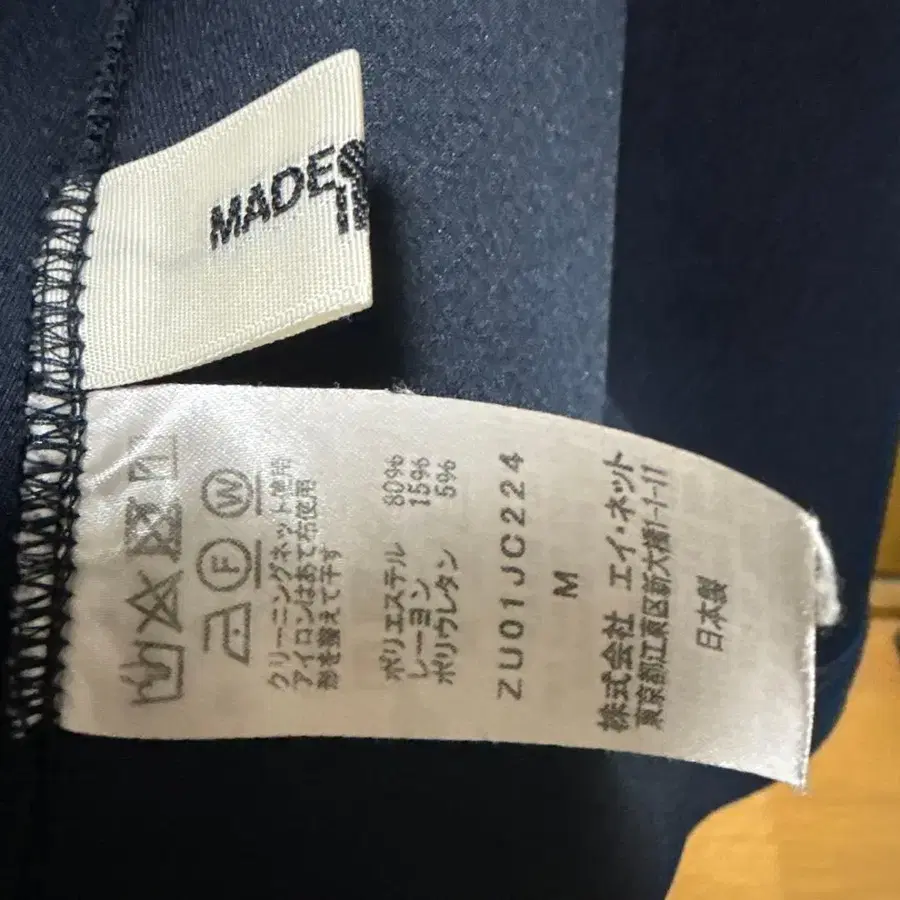 MADE
クリーニングネット使用
アイロンはあて布使用
形を整えて干す
ポリエステル 80%
レーヨン 15%
ポリウレタン 5%
ZU01JC224
M
株式会社 エイ・ネット
東京都江東区新大橋1-1-11
日本製
W
F